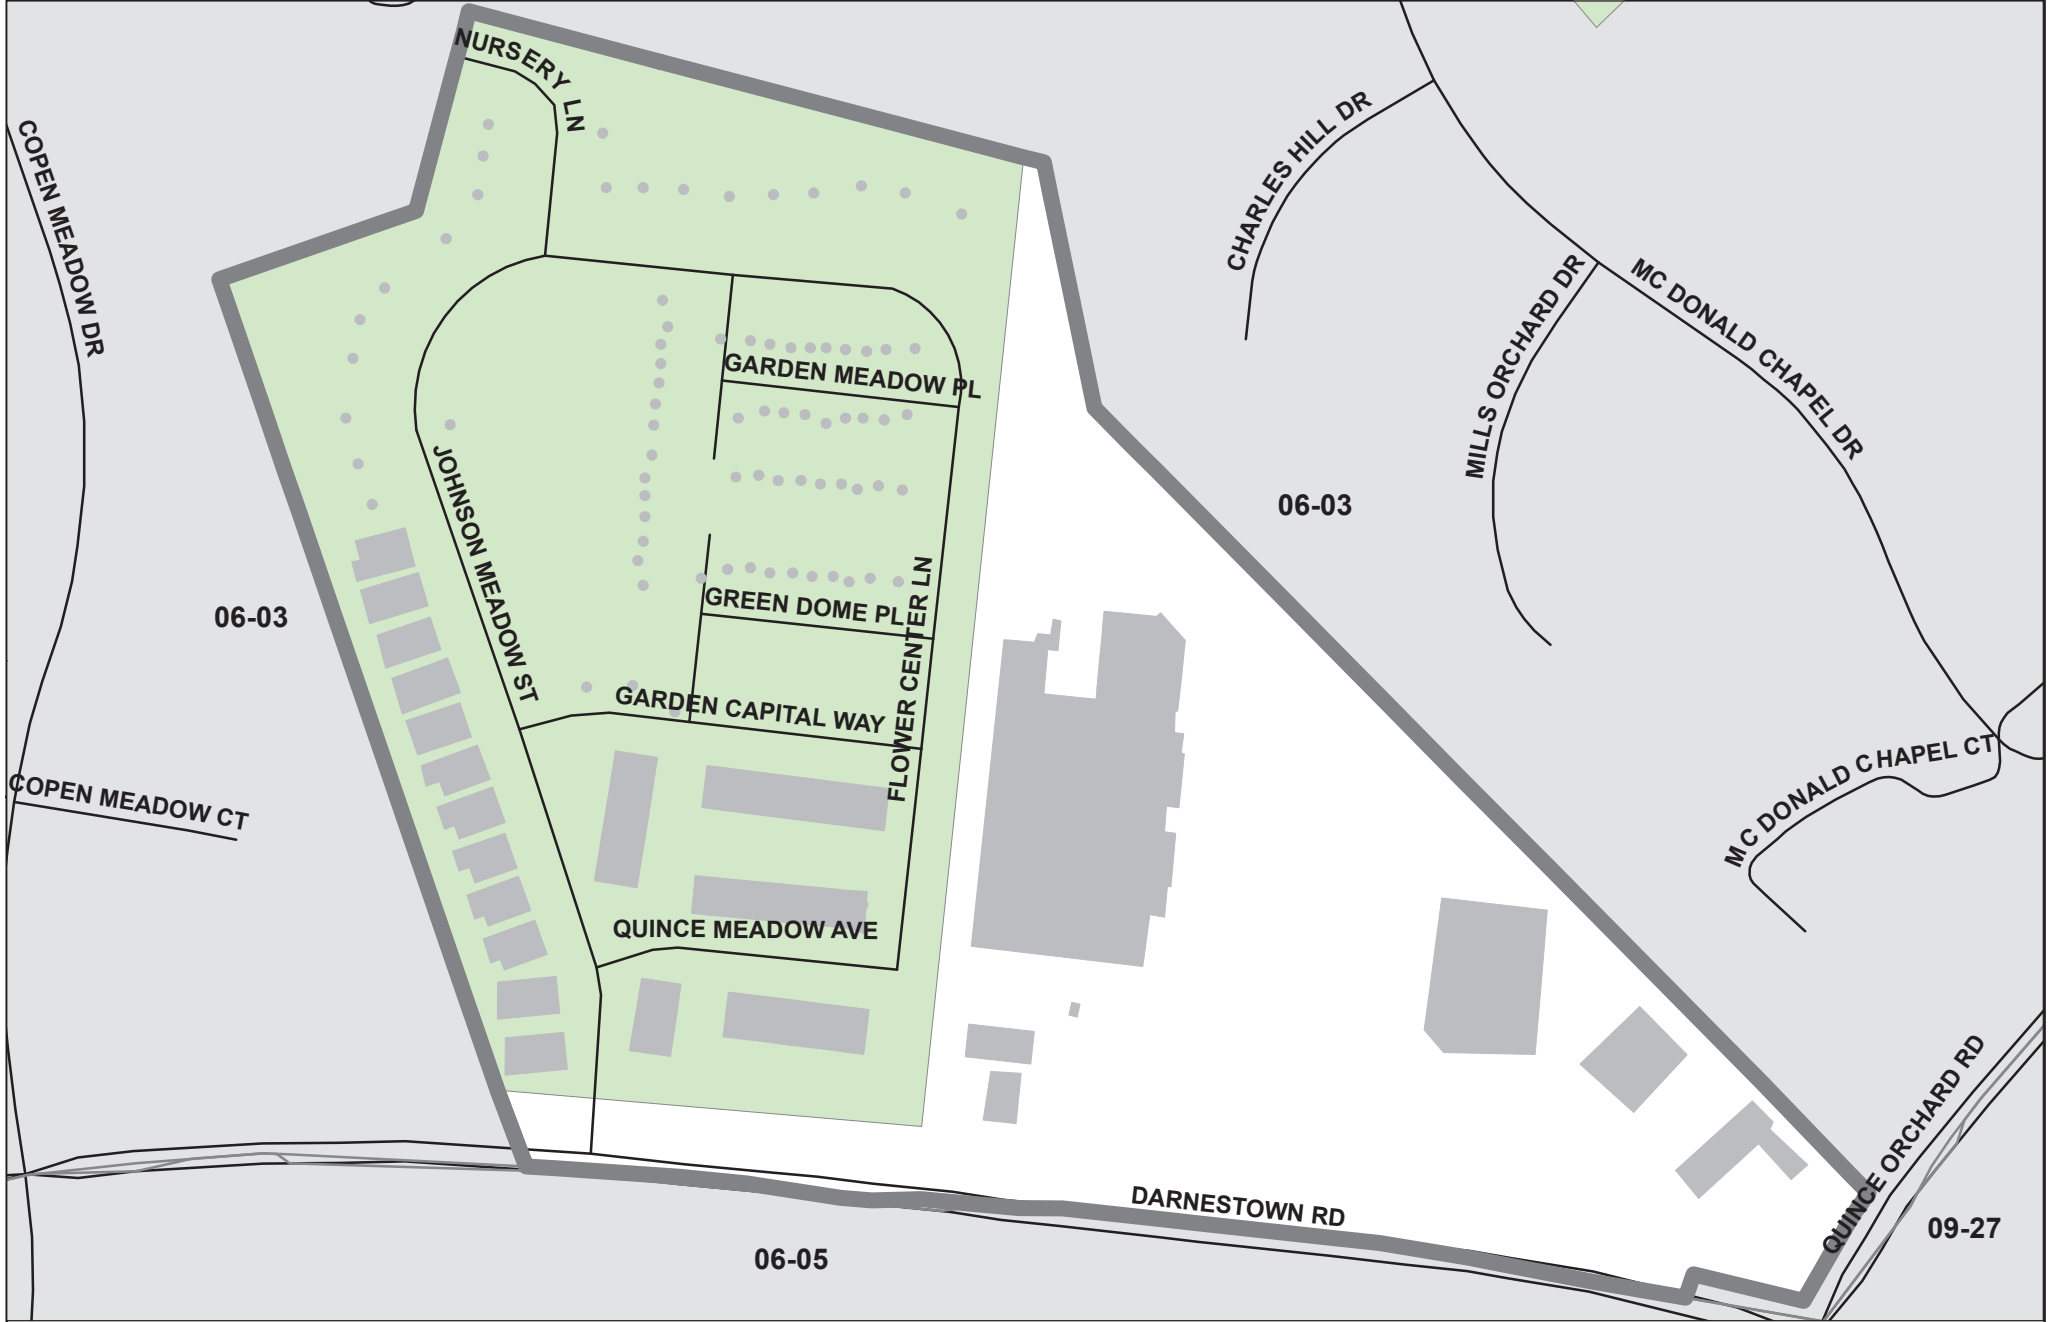 NURSERY LN
COPEN MEADOW DR
CHARLES HILL DR
MILLS ORCHARD DR
MC DONALD CHAPEL DR
GARDEN MEADOW PL
JOHNSON MEADOW ST
06-03
06-03
GREEN DOME PL
FLOWER CENTER LN
GARDEN CAPITAL WAY
MC DONALD CHAPEL CT
COPEN MEADOW CT
QUINCE MEADOW AVE
QUINCE ORCHARD RD
DARNESTOWN RD
09-27
06-05